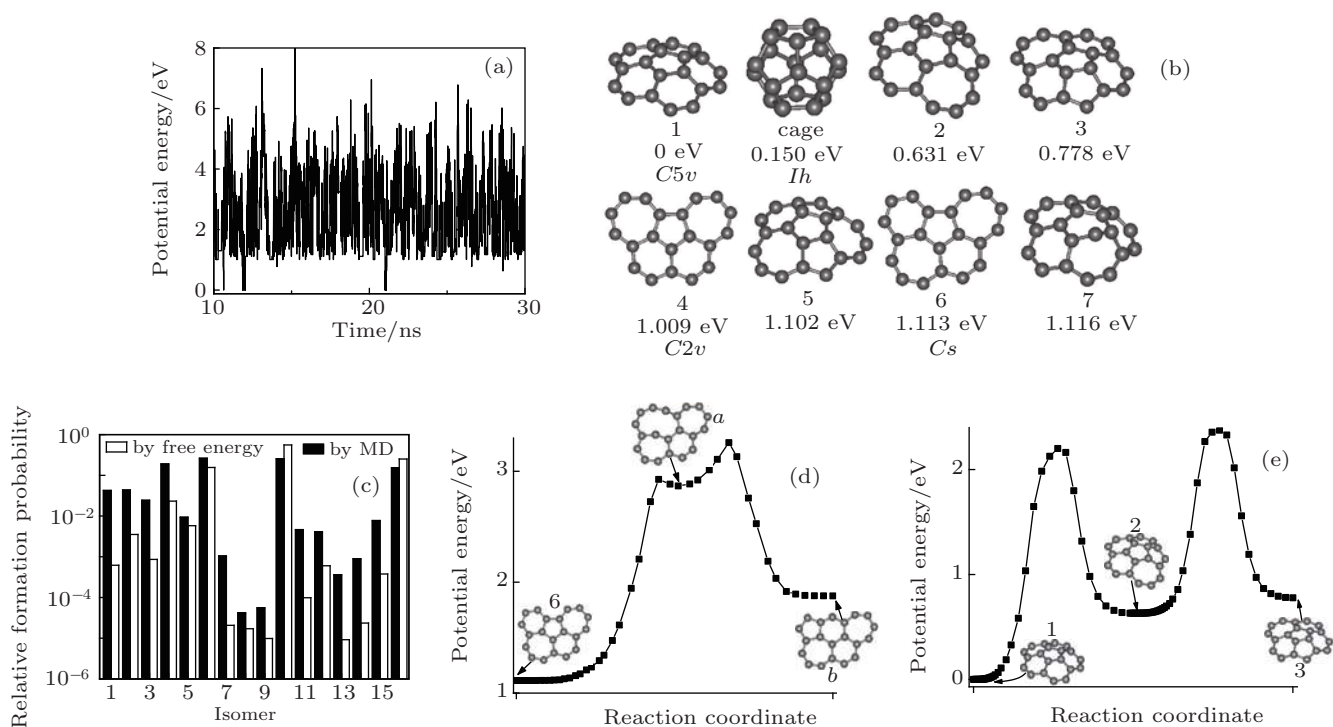 8
6
4
2
0
10
20
30
Potential energy/eV
Time/ns
(a)
(b)
1
0 eV
C5v
cage
0.150 eV
Ih
2
0.631 eV
3
0.778 eV
4
1.009 eV
C2v
5
1.102 eV
6
1.113 eV
Cs
7
1.116 eV
Relative formation probability
10^0
10^-2
10^-4
10^-6
by free energy
by MD
(c)
1 3 5 7 9 11 13 15
Isomer
Potential energy/eV
3
2
1
a
(d)
6
b
Reaction coordinate
Potential energy/eV
2
1
0
(e)
2
1
3
Reaction coordinate